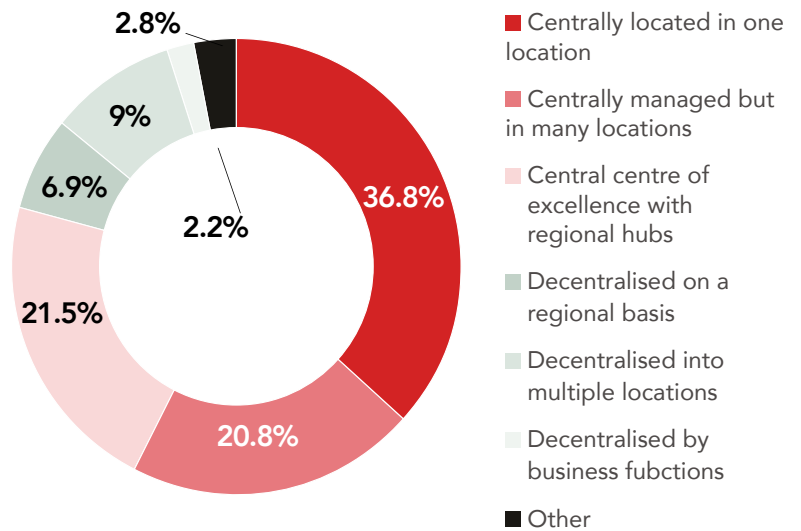 2.8%
9%
6.9%
36.8%
2.2%
21.5%
20.8%
Centrally located in one
location
Centrally managed but
in many locations
Central centre of
excellence with
regional hubs
Decentralised on a
regional basis
Decentralised into
multiple locations
Decentralised by
business fubctions
Other